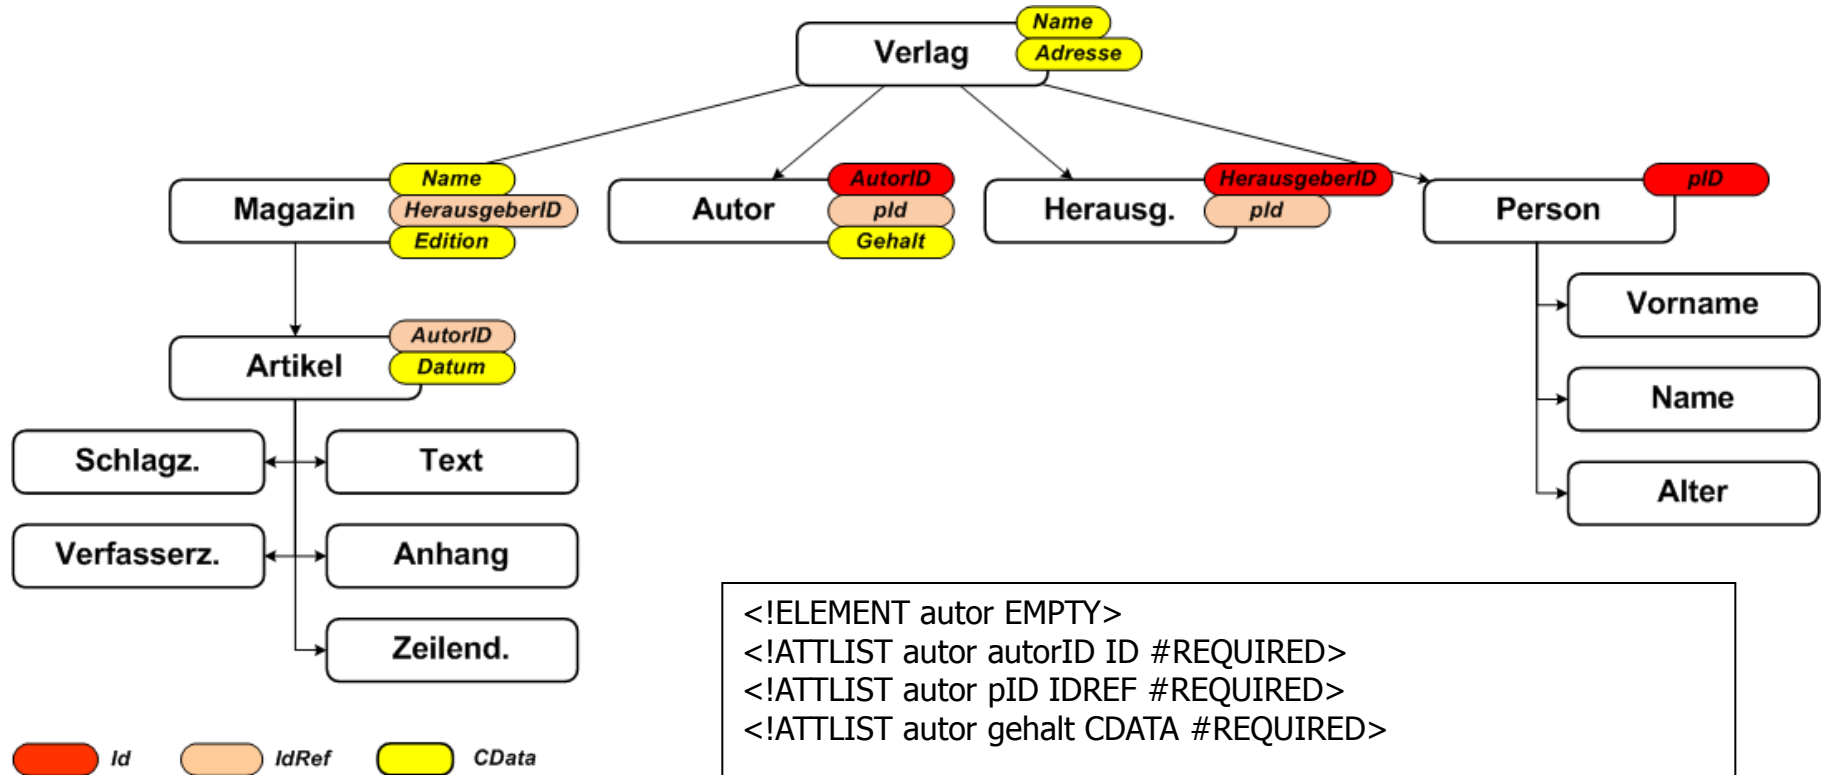 Name
Verlag
Adresse
Name
Magazin
HerausgeberID
Edition
AutorID
Autor
pId
Gehalt
HerausgeberID
Herausg.
pId
pID
Person
Vorname
Name
Alter
AutorID
Artikel
Datum
Schlagz.
Text
Verfasserz.
Anhang
Zeilend.
<!ELEMENT autor EMPTY>
<!ATTLIST autor autorID ID #REQUIRED>
<!ATTLIST autor pID IDREF #REQUIRED>
<!ATTLIST autor gehalt CDATA #REQUIRED>
Id
IdRef
CData